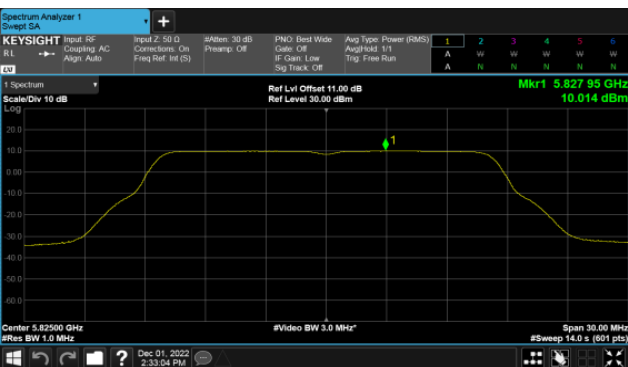 Spectrum Analyzer 1
Swept SA
+
KEYSIGHT Input: RF Input Z: 50 Ω #Atten: 30 dB PNO: Best Wide Avg Type: Power (RMS) 1 2 3 4 5 6
RL Coupling: AC Corrections: On Preamp: Off Gate: Off Avg|Hold: 1/1 A W W W W W
Align: Auto Freq Ref: Int (S) IF Gain: Low Trig: Free Run
LXI Sig Track: Off A N N N N N
1 Spectrum Ref Lvl Offset 11.00 dB Mkr1 5.827 95 GHz
Scale/Div 10 dB Ref Level 30.00 dBm 10.014 dBm
Log
20.0
1
10.0
0.00
-10.0
-20.0
-30.0
-40.0
-50.0
-60.0
Center 5.82500 GHz #Video BW 3.0 MHz* Span 30.00 MHz
#Res BW 1.0 MHz #Sweep 14.0 s (601 pts)
? Dec 01, 2022
2:33:04 PM